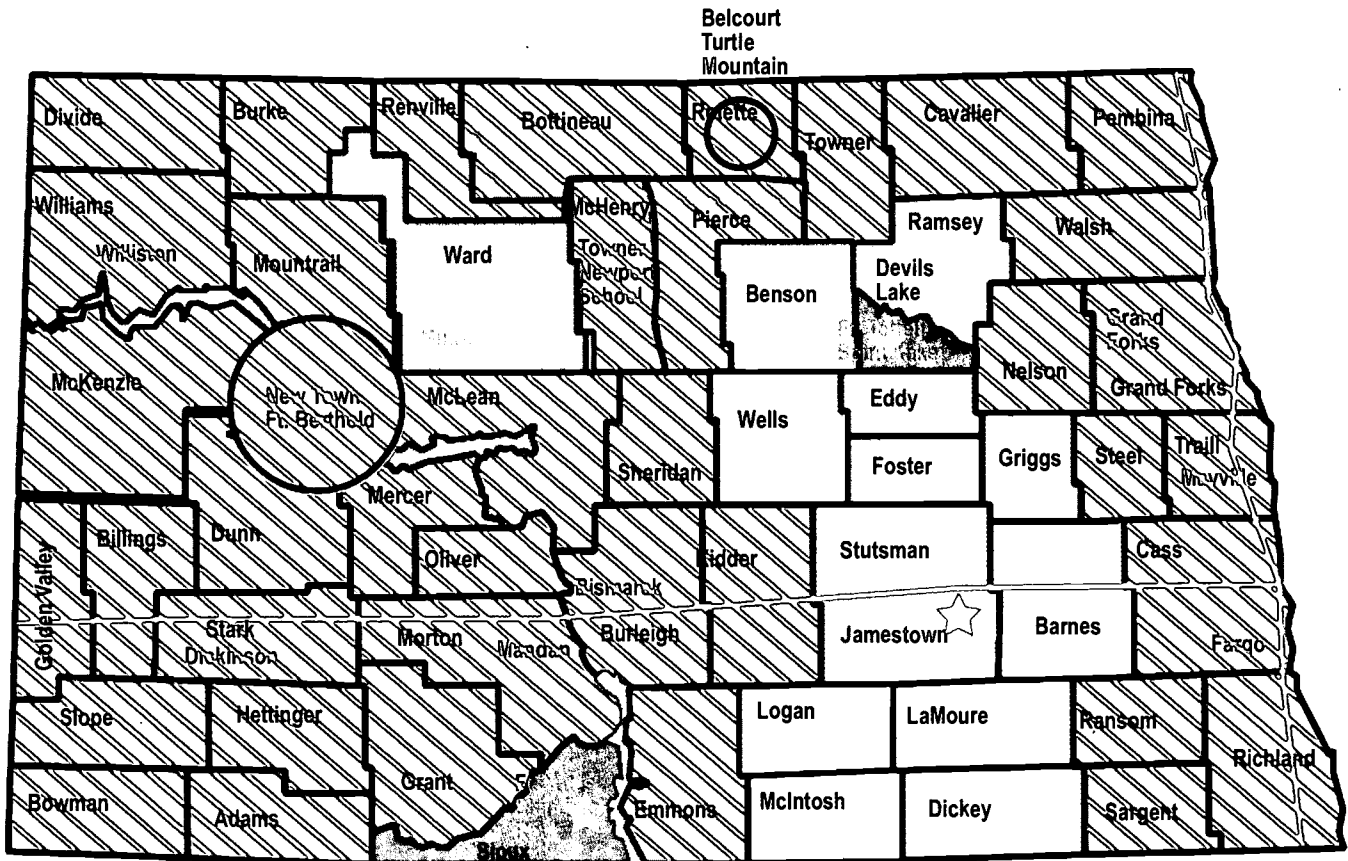 Belcourt
Turtle
Mountain
Divide
Burke
Renville
Bottineau
Rolette
Towner
Cavalier
Pembina
Williams
Williston
Mountrail
Ward
McHenry
Towner
Newport
School
Pierce
Benson
Ramsey
Devils
Lake
Walsh
McKenzie
New Town
Ft. Berthold
McLean
Sheridan
Wells
Eddy
Foster
Nelson
Grand
Forks
Grand Forks
Griggs
Steel
Traill
Mayville
Golden Valley
Billings
Dunn
Mercer
Oliver
Bismarck
Burleigh
Kidder
Stutsman
Jamestown
Barnes
Cass
Fargo
Stark
Dickinson
Morton
Mandan
Slope
Hettinger
Grant
Emmons
Logan
LaMoure
Ransom
Richland
Bowman
Adams
Sioux
McIntosh
Dickey
Sargent